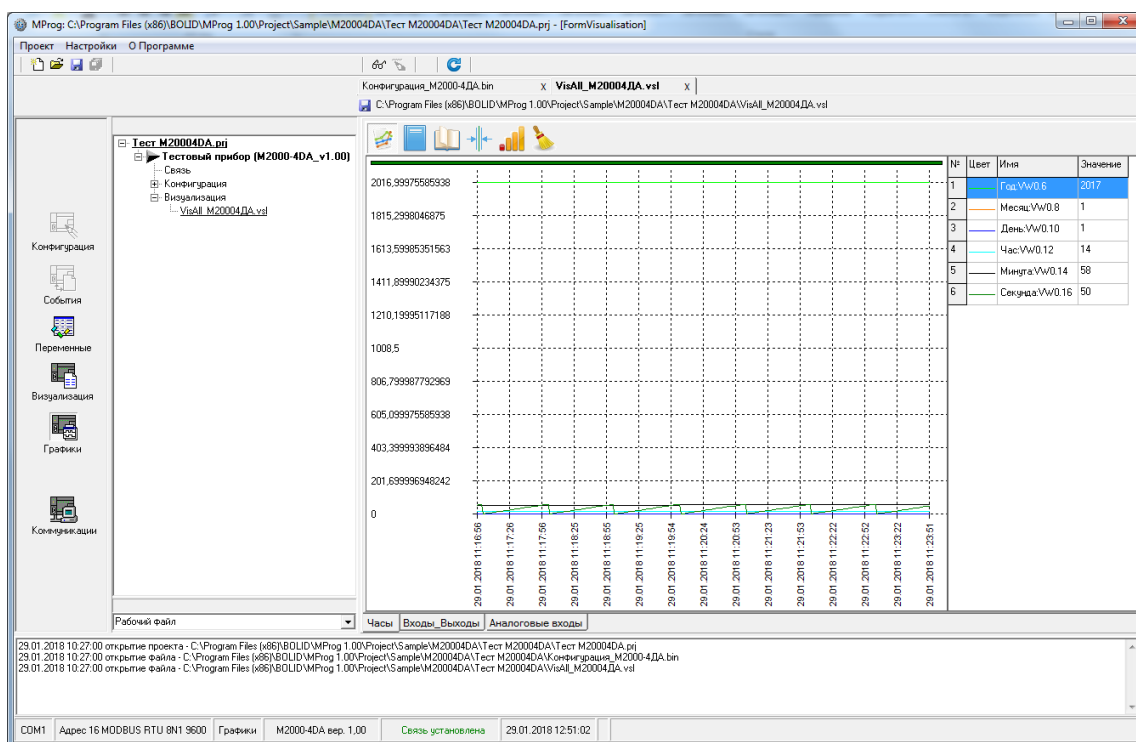 MProg: C:\Program Files (x86)\BOLID\MProg 1.00\Project\Sample\M20004DA\Тест M20004DA\Тест M20004DA.prj - [FormVisualisation]
Проект Настройки О Программе
Конфигурация_M2000-4ДА.bin x VisAll_M20004ДА.vsl x
C:\Program Files (x86)\BOLID\MProg 1.00\Project\Sample\M20004DA\Тест M20004DA\VisAll_M20004ДА.vsl
Конфигурация
События
Переменные
Визуализация
Графики
Коммуникации
Тест M20004DA.prj
Тестовый прибор (M2000-4DA_v1.00)
Связь
Конфигурация
Визуализация
VisAll_M20004ДА.vsl
Рабочий файл
2016,99975585938
1815,2998046875
1613,59985351563
1411,89990234375
1210,19995117188
1008,5
806,799987792969
605,099975585938
403,399993896484
201,699996948242
0
29.01.2018 11:16:56
29.01.2018 11:17:26
29.01.2018 11:17:56
29.01.2018 11:18:25
29.01.2018 11:18:55
29.01.2018 11:19:25
29.01.2018 11:19:54
29.01.2018 11:20:24
29.01.2018 11:20:53
29.01.2018 11:21:23
29.01.2018 11:21:53
29.01.2018 11:22:22
29.01.2018 11:22:52
29.01.2018 11:23:22
29.01.2018 11:23:51
№ Цвет Имя Значение
1 Год:VW0.6 2017
2 Месяц:VW0.8 1
3 День:VW0.10 1
4 Час:VW0.12 14
5 Минута:VW0.14 58
6 Секунда:VW0.16 50
Часы Входы_Выходы Аналоговые входы
29.01.2018 10:27:00 открытие проекта - C:\Program Files (x86)\BOLID\MProg 1.00\Project\Sample\M20004DA\Тест M20004DA\Тест M20004DA.prj
29.01.2018 10:27:00 открытие файла - C:\Program Files (x86)\BOLID\MProg 1.00\Project\Sample\M20004DA\Тест M20004DA\Конфигурация_M2000-4ДА.bin
29.01.2018 10:27:00 открытие файла - C:\Program Files (x86)\BOLID\MProg 1.00\Project\Sample\M20004DA\Тест M20004DA\VisAll_M20004ДА.vsl
COM1 Адрес 16 MODBUS RTU 8N1 9600 Графики M2000-4DA вер. 1,00 Связь установлена 29.01.2018 12:51:02